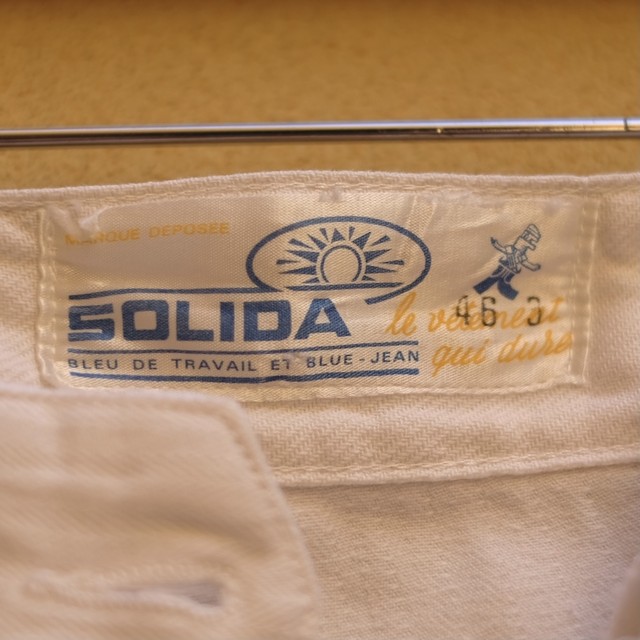 MARQUE DEPOSEE
SOLIDA
BLEU DE TRAVAIL ET BLUE-JEAN
46 3
le vêtement
qui dure